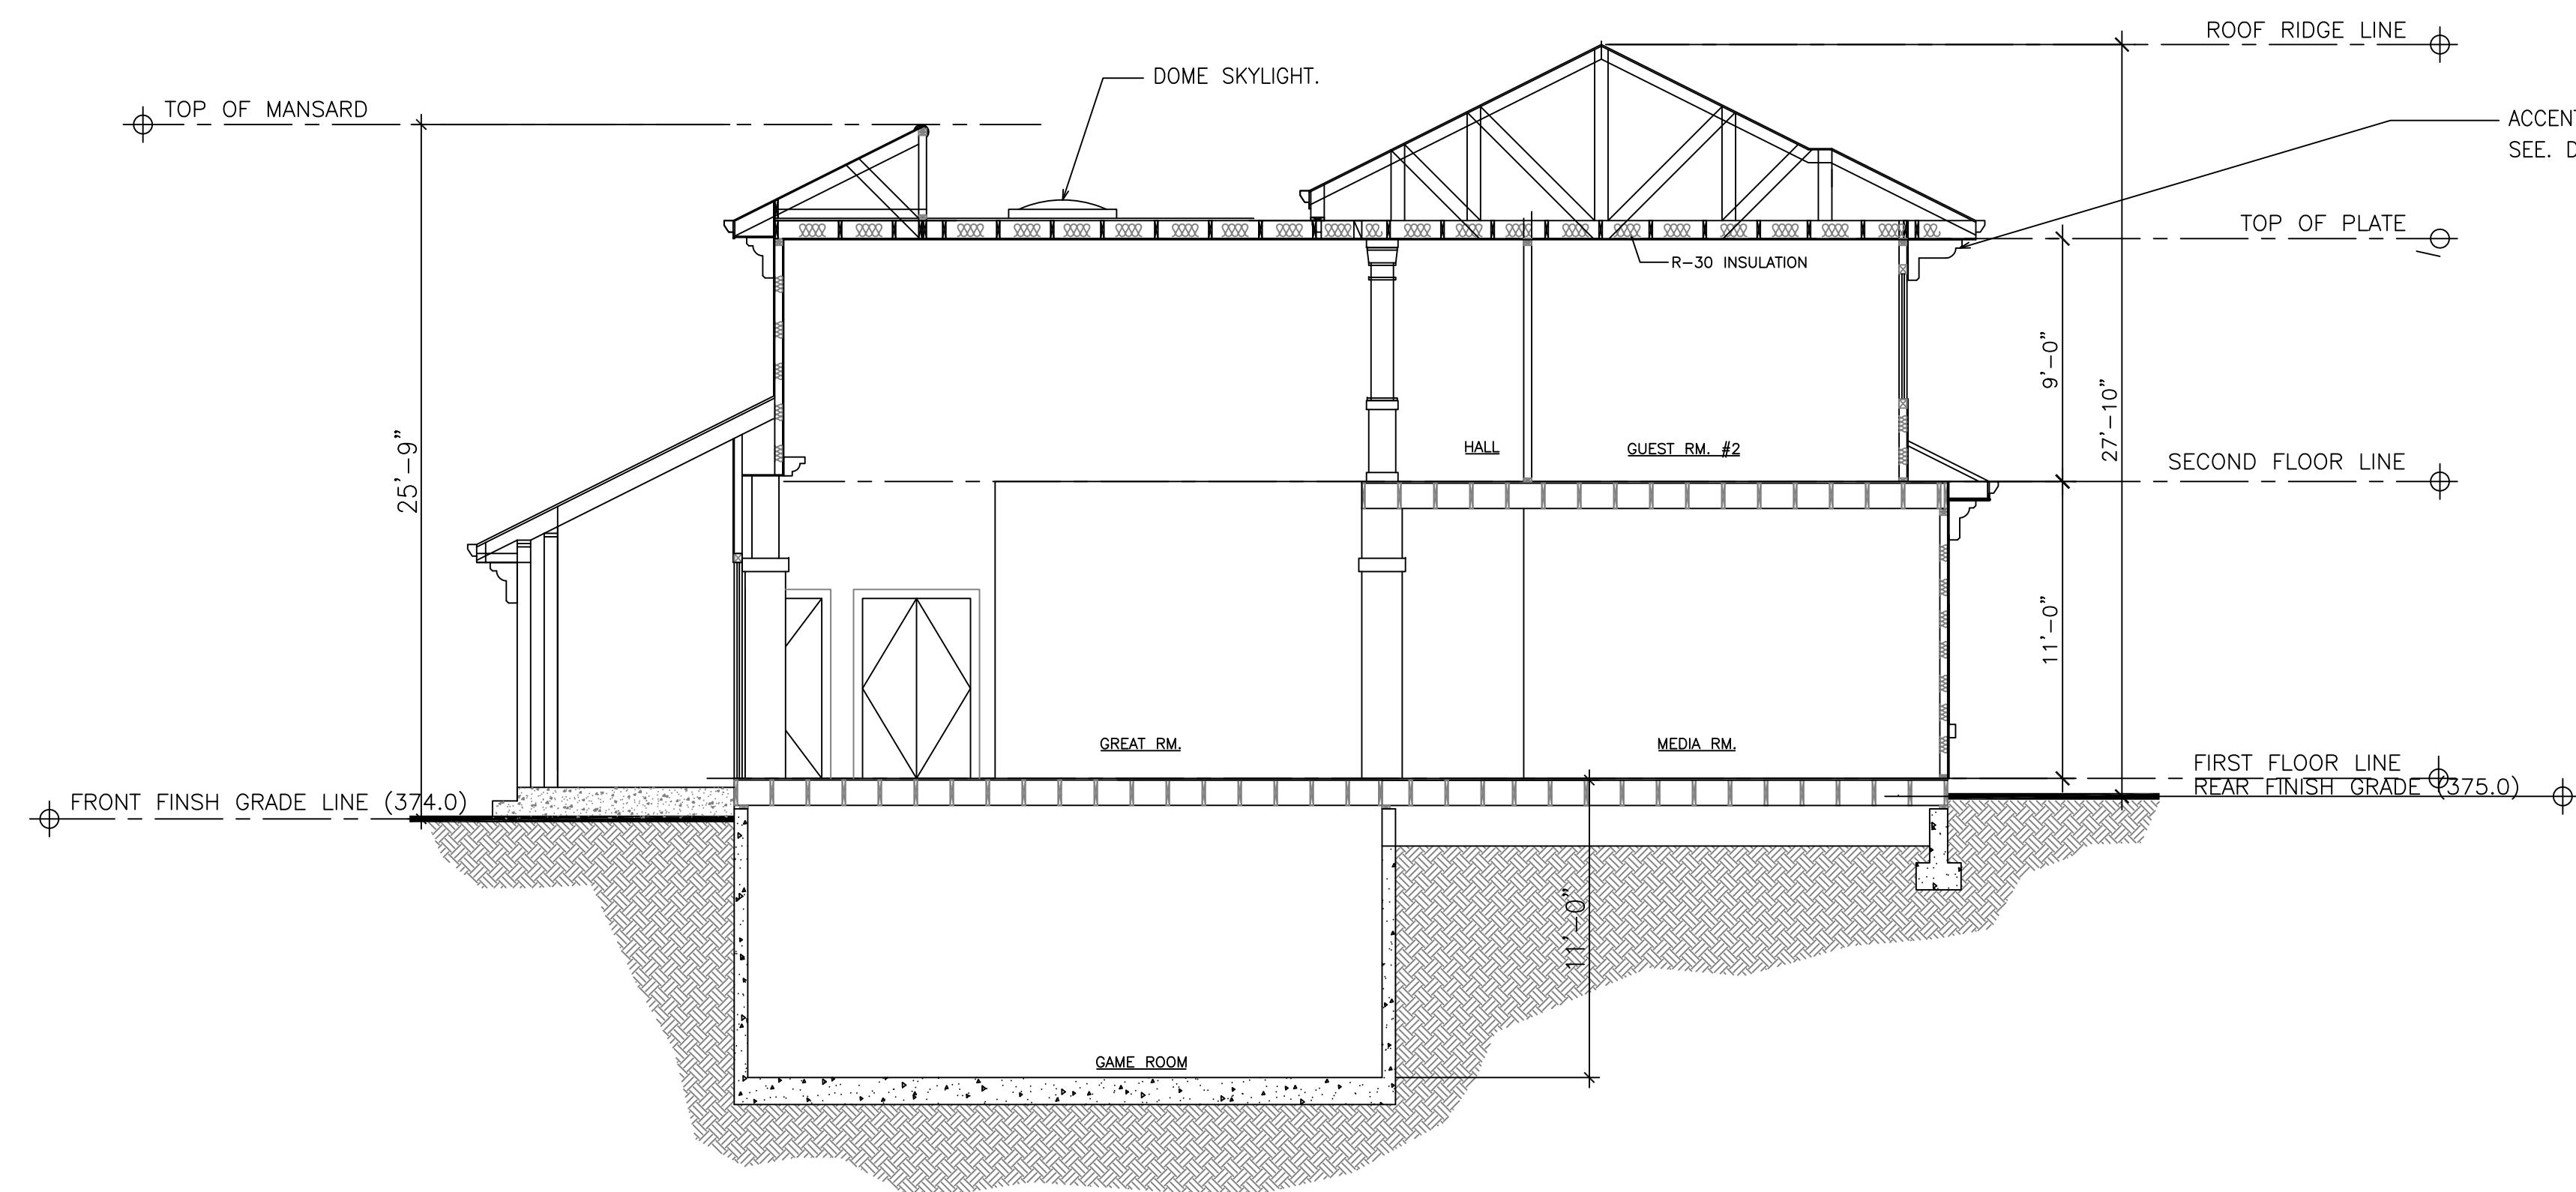 ROOF RIDGE LINE
DOME SKYLIGHT.
TOP OF MANSARD
ACCENT
SEE. D
TOP OF PLATE
R-30 INSULATION
9'-0"
27'-10"
25'-9"
HALL
GUEST RM. #2
SECOND FLOOR LINE
11'-0"
GREAT RM.
MEDIA RM.
FIRST FLOOR LINE
REAR FINISH GRADE (375.0)
FRONT FINSH GRADE LINE (374.0)
11'-0"
GAME ROOM